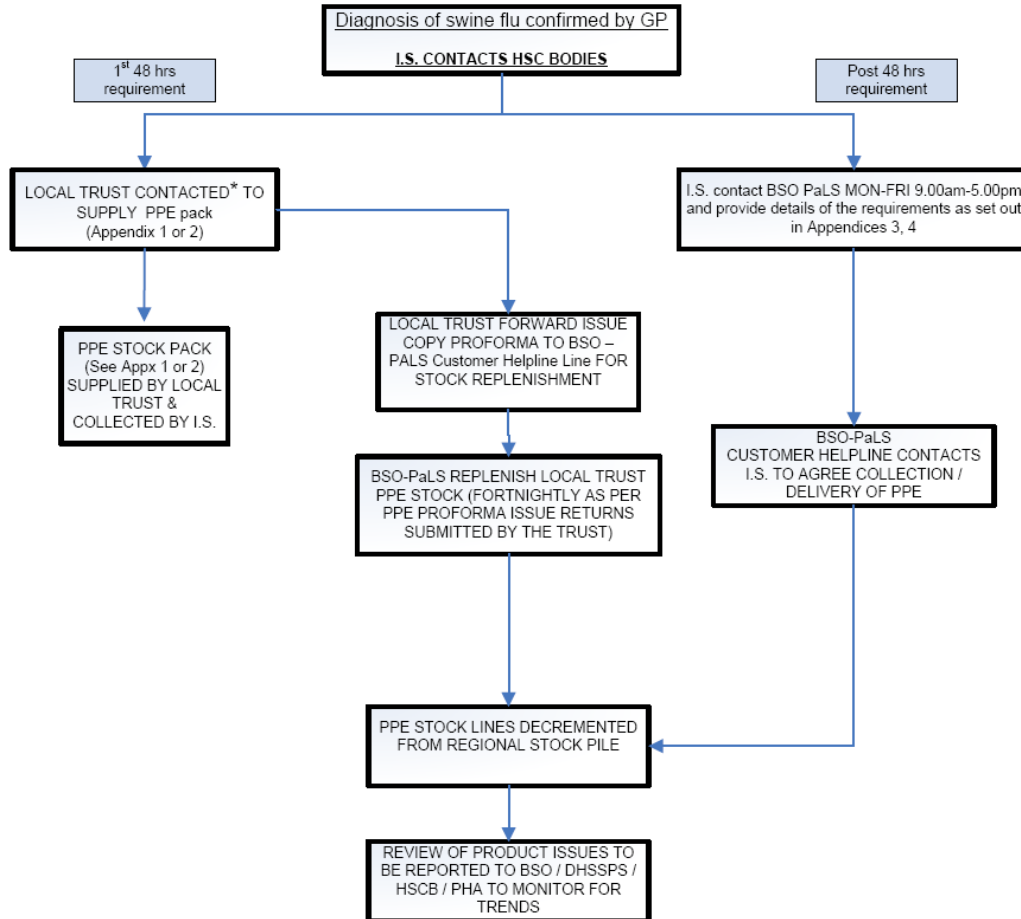 Diagnosis of swine flu confirmed by GP
I.S. CONTACTS HSC BODIES
1st 48 hrs
requirement
Post 48 hrs
requirement
LOCAL TRUST CONTACTED* TO
SUPPLY PPE pack
(Appendix 1 or 2)
I.S. contact BSO PaLS MON-FRI 9.00am-5.00pm
and provide details of the requirements as set out
in Appendices 3, 4
PPE STOCK PACK
(See Appx 1 or 2)
SUPPLIED BY LOCAL
TRUST &
COLLECTED BY I.S.
LOCAL TRUST FORWARD ISSUE
COPY PROFORMA TO BSO –
PALS Customer Helpline Line FOR
STOCK REPLENISHMENT
BSO-PaLS
CUSTOMER HELPLINE CONTACTS
I.S. TO AGREE COLLECTION /
DELIVERY OF PPE
BSO-PaLS REPLENISH LOCAL TRUST
PPE STOCK (FORTNIGHTLY AS PER
PPE PROFORMA ISSUE RETURNS
SUBMITTED BY THE TRUST)
PPE STOCK LINES DECREMENTED
FROM REGIONAL STOCK PILE
REVIEW OF PRODUCT ISSUES TO
BE REPORTED TO BSO / DHSSPS /
HSCB / PHA TO MONITOR FOR
TRENDS